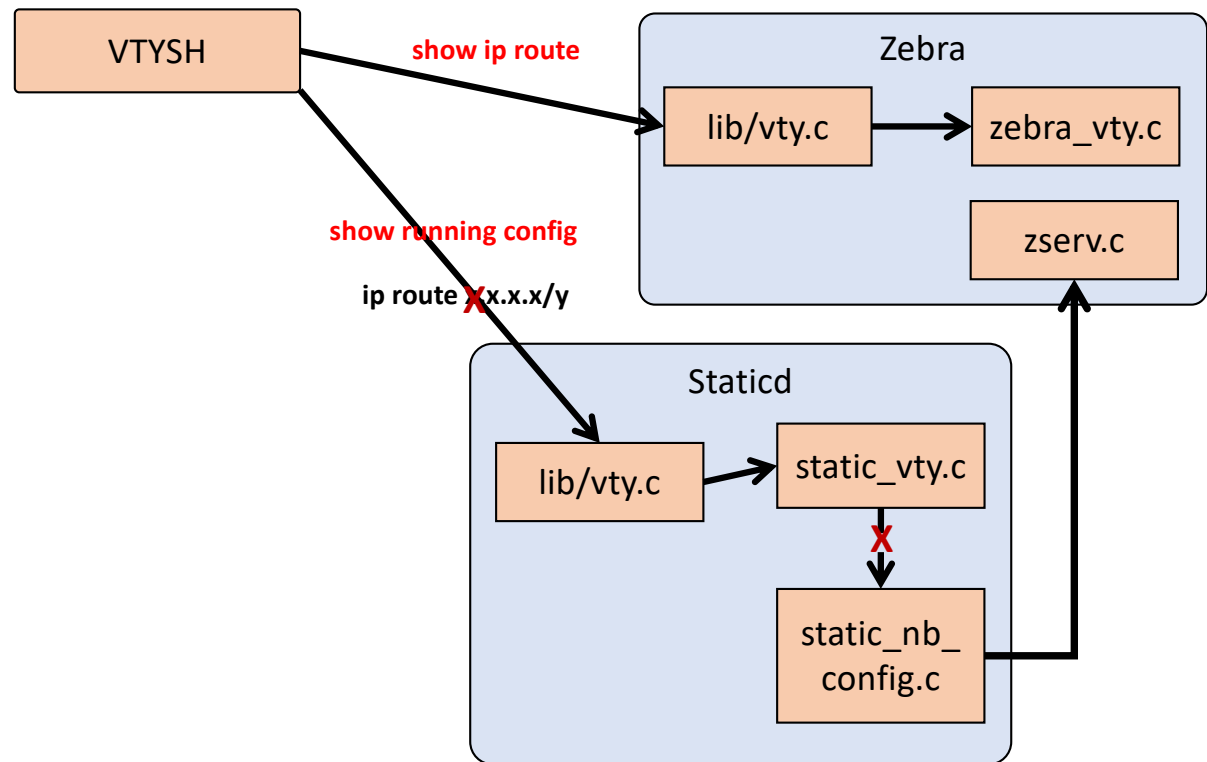 VTYSH
show ip route
Zebra
lib/vty.c
zebra_vty.c
zserv.c
show running config
ip route x.x.x.x/y
X
Staticd
lib/vty.c
static_vty.c
X
static_nb_
config.c